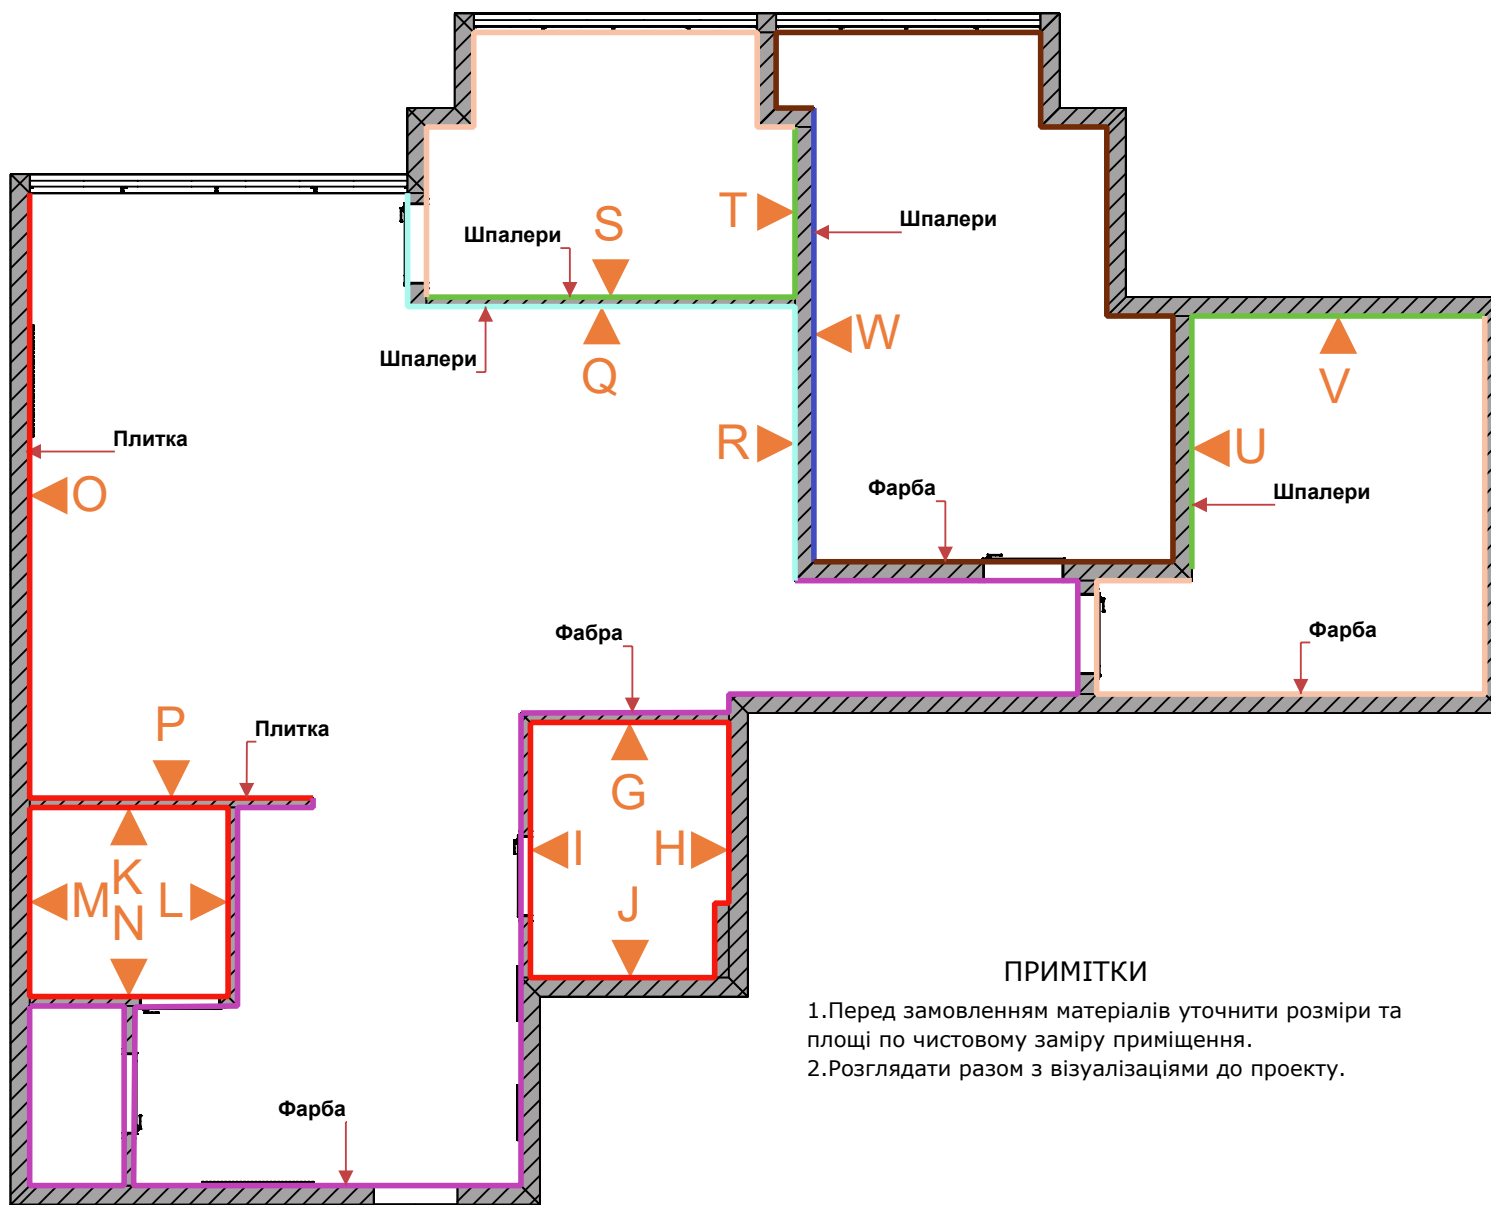 S
T
Шпалери
Шпалери
W
Шпалери
Q
V
R
U
Плитка
O
Фарба
Шпалери
Фабра
Фарба
P
Плитка
G
I
H
K
M
L
N
J
ПРИМІТКИ
1.Перед замовленням матеріалів уточнити розміри та
площі по чистовому заміру приміщення.
2.Розглядати разом з візуалізаціями до проекту.
Фарба